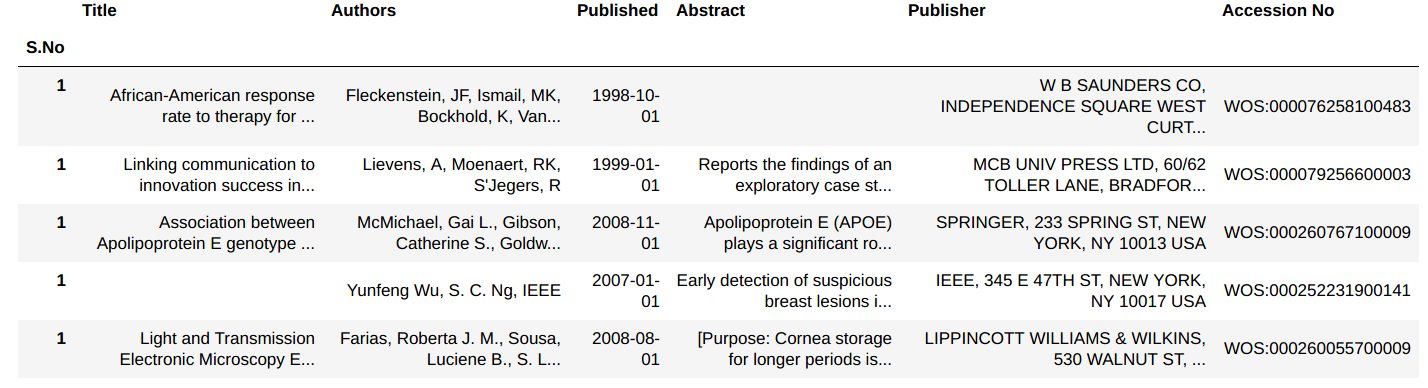 Title Authors Published Abstract Publisher Accession No
S.No
1
African-American response
rate to therapy for ...
Fleckenstein, JF, Ismail, MK,
Bockhold, K, Van...
1998-10-
01
W B SAUNDERS CO,
INDEPENDENCE SQUARE WEST
CURT...
WOS:000076258100483
1
Linking communication to
innovation success in...
Lievens, A, Moenaert, RK,
S'Jegers, R
1999-01-
01
Reports the findings of an
exploratory case st...
MCB UNIV PRESS LTD, 60/62
TOLLER LANE, BRADFOR...
WOS:000079256600003
1
Association between
Apolipoprotein E genotype ...
McMichael, Gai L., Gibson,
Catherine S., Goldw...
2008-11-
01
Apolipoprotein E (APOE)
plays a significant ro...
SPRINGER, 233 SPRING ST, NEW
YORK, NY 10013 USA
WOS:000260767100009
1
Yunfeng Wu, S. C. Ng, IEEE
2007-01-
01
Early detection of suspicious
breast lesions i...
IEEE, 345 E 47TH ST, NEW YORK,
NY 10017 USA
WOS:000252231900141
1
Light and Transmission
Electronic Microscopy E...
Farias, Roberta J. M., Sousa,
Luciene B., S. L...
2008-08-
01
[Purpose: Cornea storage
for longer periods is...
LIPPINCOTT WILLIAMS & WILKINS,
530 WALNUT ST, ...
WOS:000260055700009